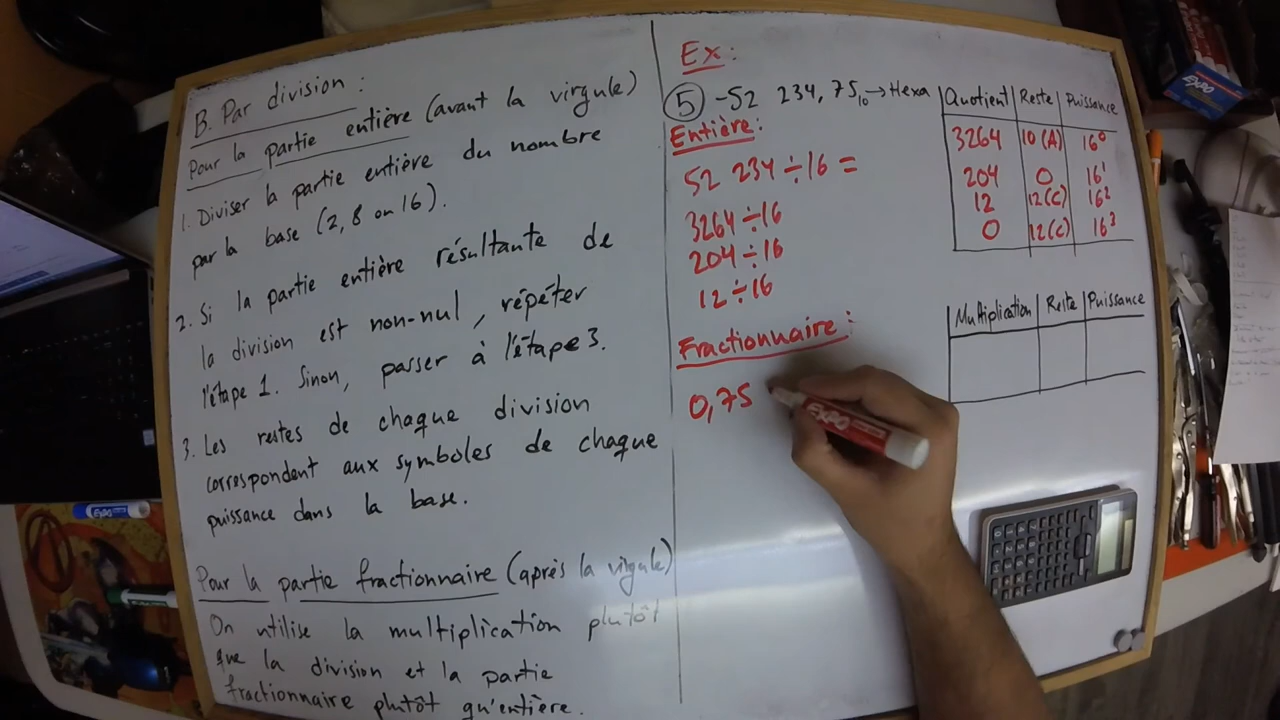 B. Par division :
Pour la partie entière (avant la virgule)
1. Diviser la partie entière du nombre
par la base (2, 8 ou 16).
2. Si la partie entière résultante de
la division est non-nul, répéter
l'étape 1. Sinon, passer à l'étape 3.
3. Les restes de chaque division
correspondent aux symboles de chaque
puissance dans la base.
Pour la partie fractionnaire (après la virgule)
On utilise la multiplication plutôt
que la division et la partie
fractionnaire plutôt qu'entière.
Ex:
5 -52 234,75₁₀→Hexa
Entière:
52 234÷16 =
3264÷16
204÷16
12÷16
Fractionnaire:
0,75
Quotient Reste Puissance
3264 10(A) 16⁰
204 0 16¹
12 12(C) 16²
0 12(C) 16³
Multiplication Reste Puissance
EXPO
EXPO
EXPO